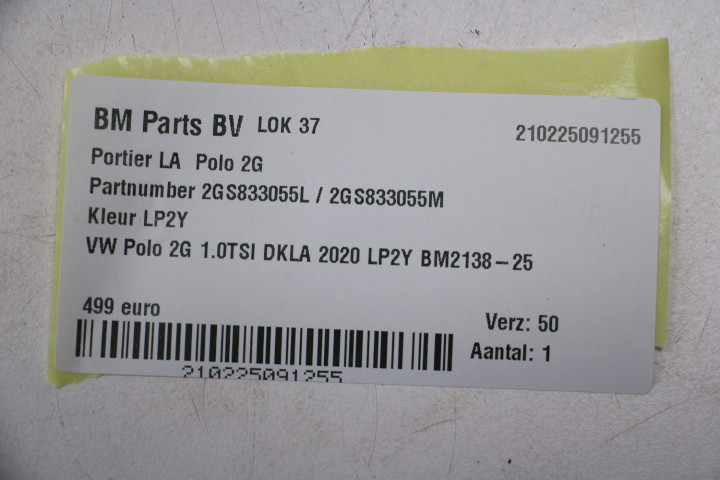 BM Parts BV LOK 37 210225091255
Portier LA Polo 2G
Partnumber 2GS833055L / 2GS833055M
Kleur LP2Y
VW Polo 2G 1.0TSI DKLA 2020 LP2Y BM2138-25
499 euro
Verz: 50
Aantal: 1
210225091255